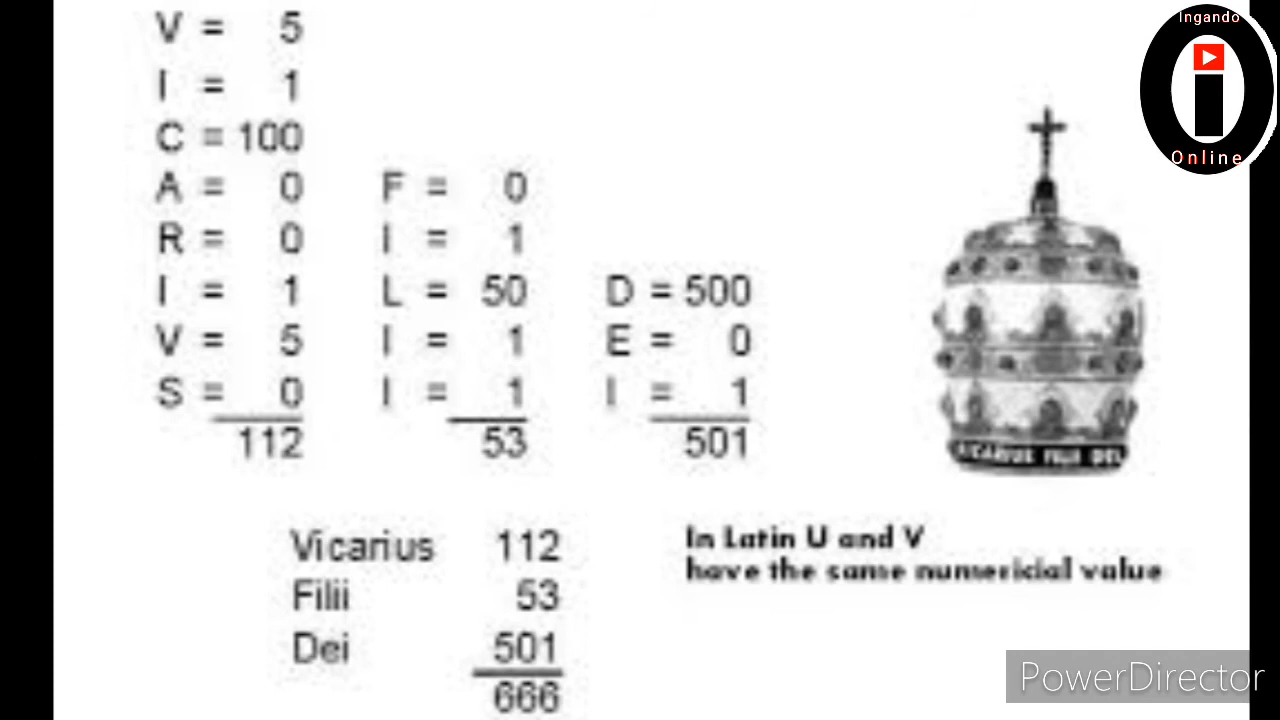 V = 5
I = 1
C = 100
A = 0
R = 0
I = 1
V = 5
S = 0
112
F = 0
I = 1
L = 50
I = 1
I = 1
53
D = 500
E = 0
I = 1
501
Vicarius 112
Filii 53
Dei 501
666
VICARIUS FILII DEI
In Latin U and V
have the same numericial value
Ingando
i
Online
PowerDirector